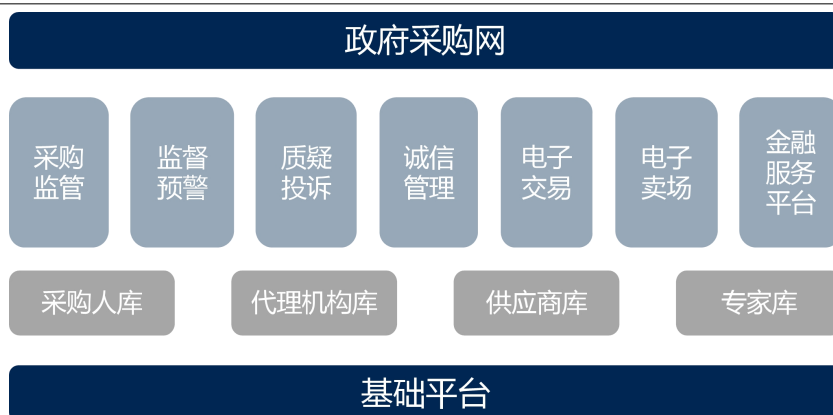 政府采购网
采购
监管
监督
预警
质疑
投诉
诚信
管理
电子
交易
电子
卖场
金融
服务
平台
采购人库
代理机构库
供应商库
专家库
基础平台